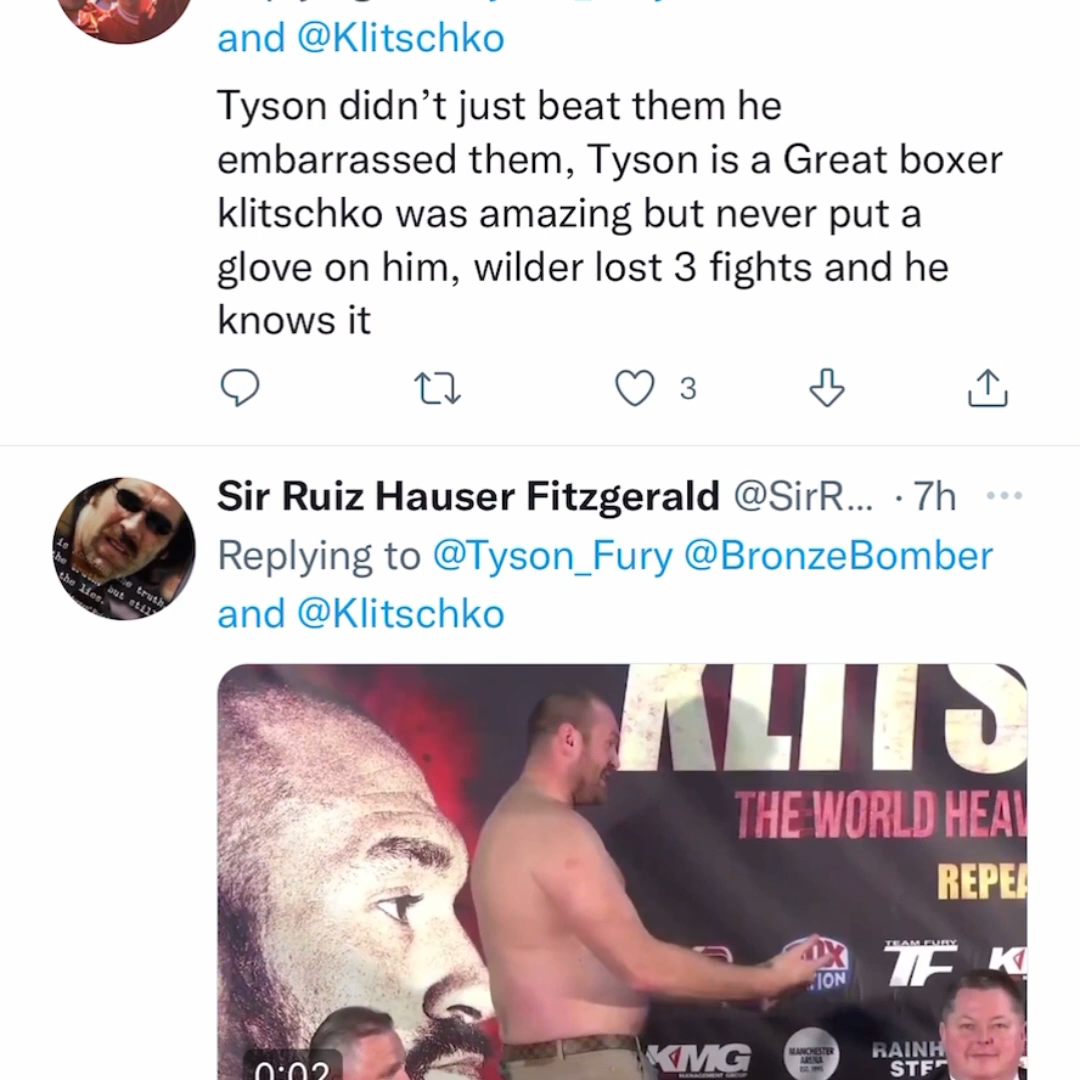 and @Klitschko
Tyson didn’t just beat them he
embarrassed them, Tyson is a Great boxer
klitschko was amazing but never put a
glove on him, wilder lost 3 fights and he
knows it
3
Sir Ruiz Hauser Fitzgerald @SirR... · 7h
Replying to @Tyson_Fury @BronzeBomber
and @Klitschko
KLITS
THE WORLD HEAV
REPEA
TEAM FURY
TF
KMG
MANAGEMENT GROUP
MANCHESTER
ARENA
RAINH
STE
0:02